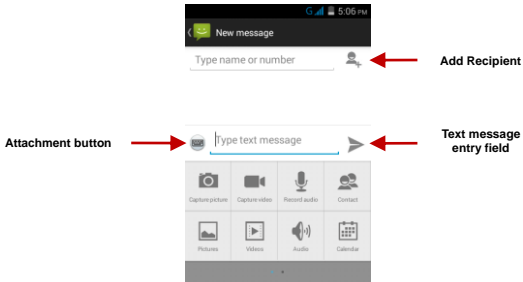 G 5:06 PM
New message
Type name or number
Add Recipient
Attachment button
Type text message
Text message
entry field
Capture picture Capture video Record audio Contact
Pictures Videos Audio Calendar